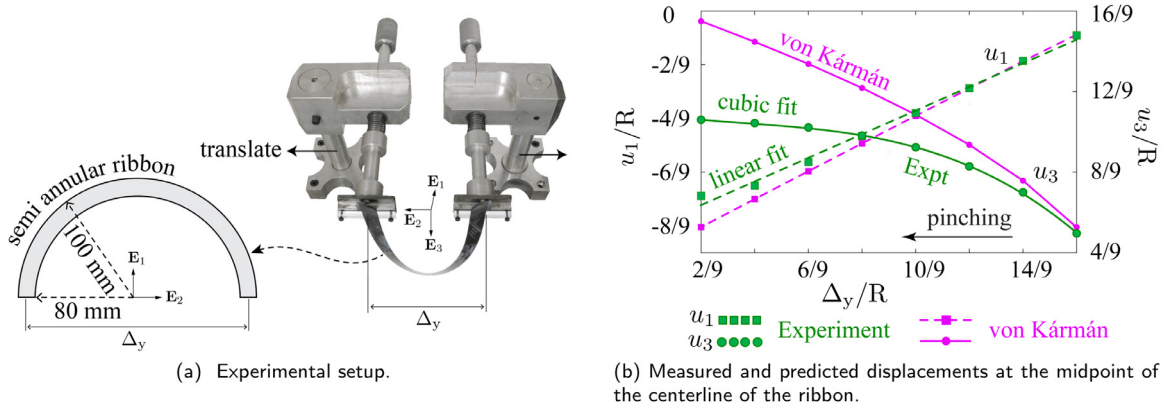 translate
E₁
E₂
E₃
semi annular ribbon
100 mm
E₁
E₂
80 mm
Δy
Δy
(a) Experimental setup.
0
-2/9
-4/9
-6/9
-8/9
u₁/R
16/9
12/9
8/9
4/9
u₃/R
von Kármán
u₁
cubic fit
linear fit
Expt
u₃
pinching
2/9 6/9 10/9 14/9
Δy/R
u₁
u₃
Experiment
von Kármán
(b) Measured and predicted displacements at the midpoint of
the centerline of the ribbon.